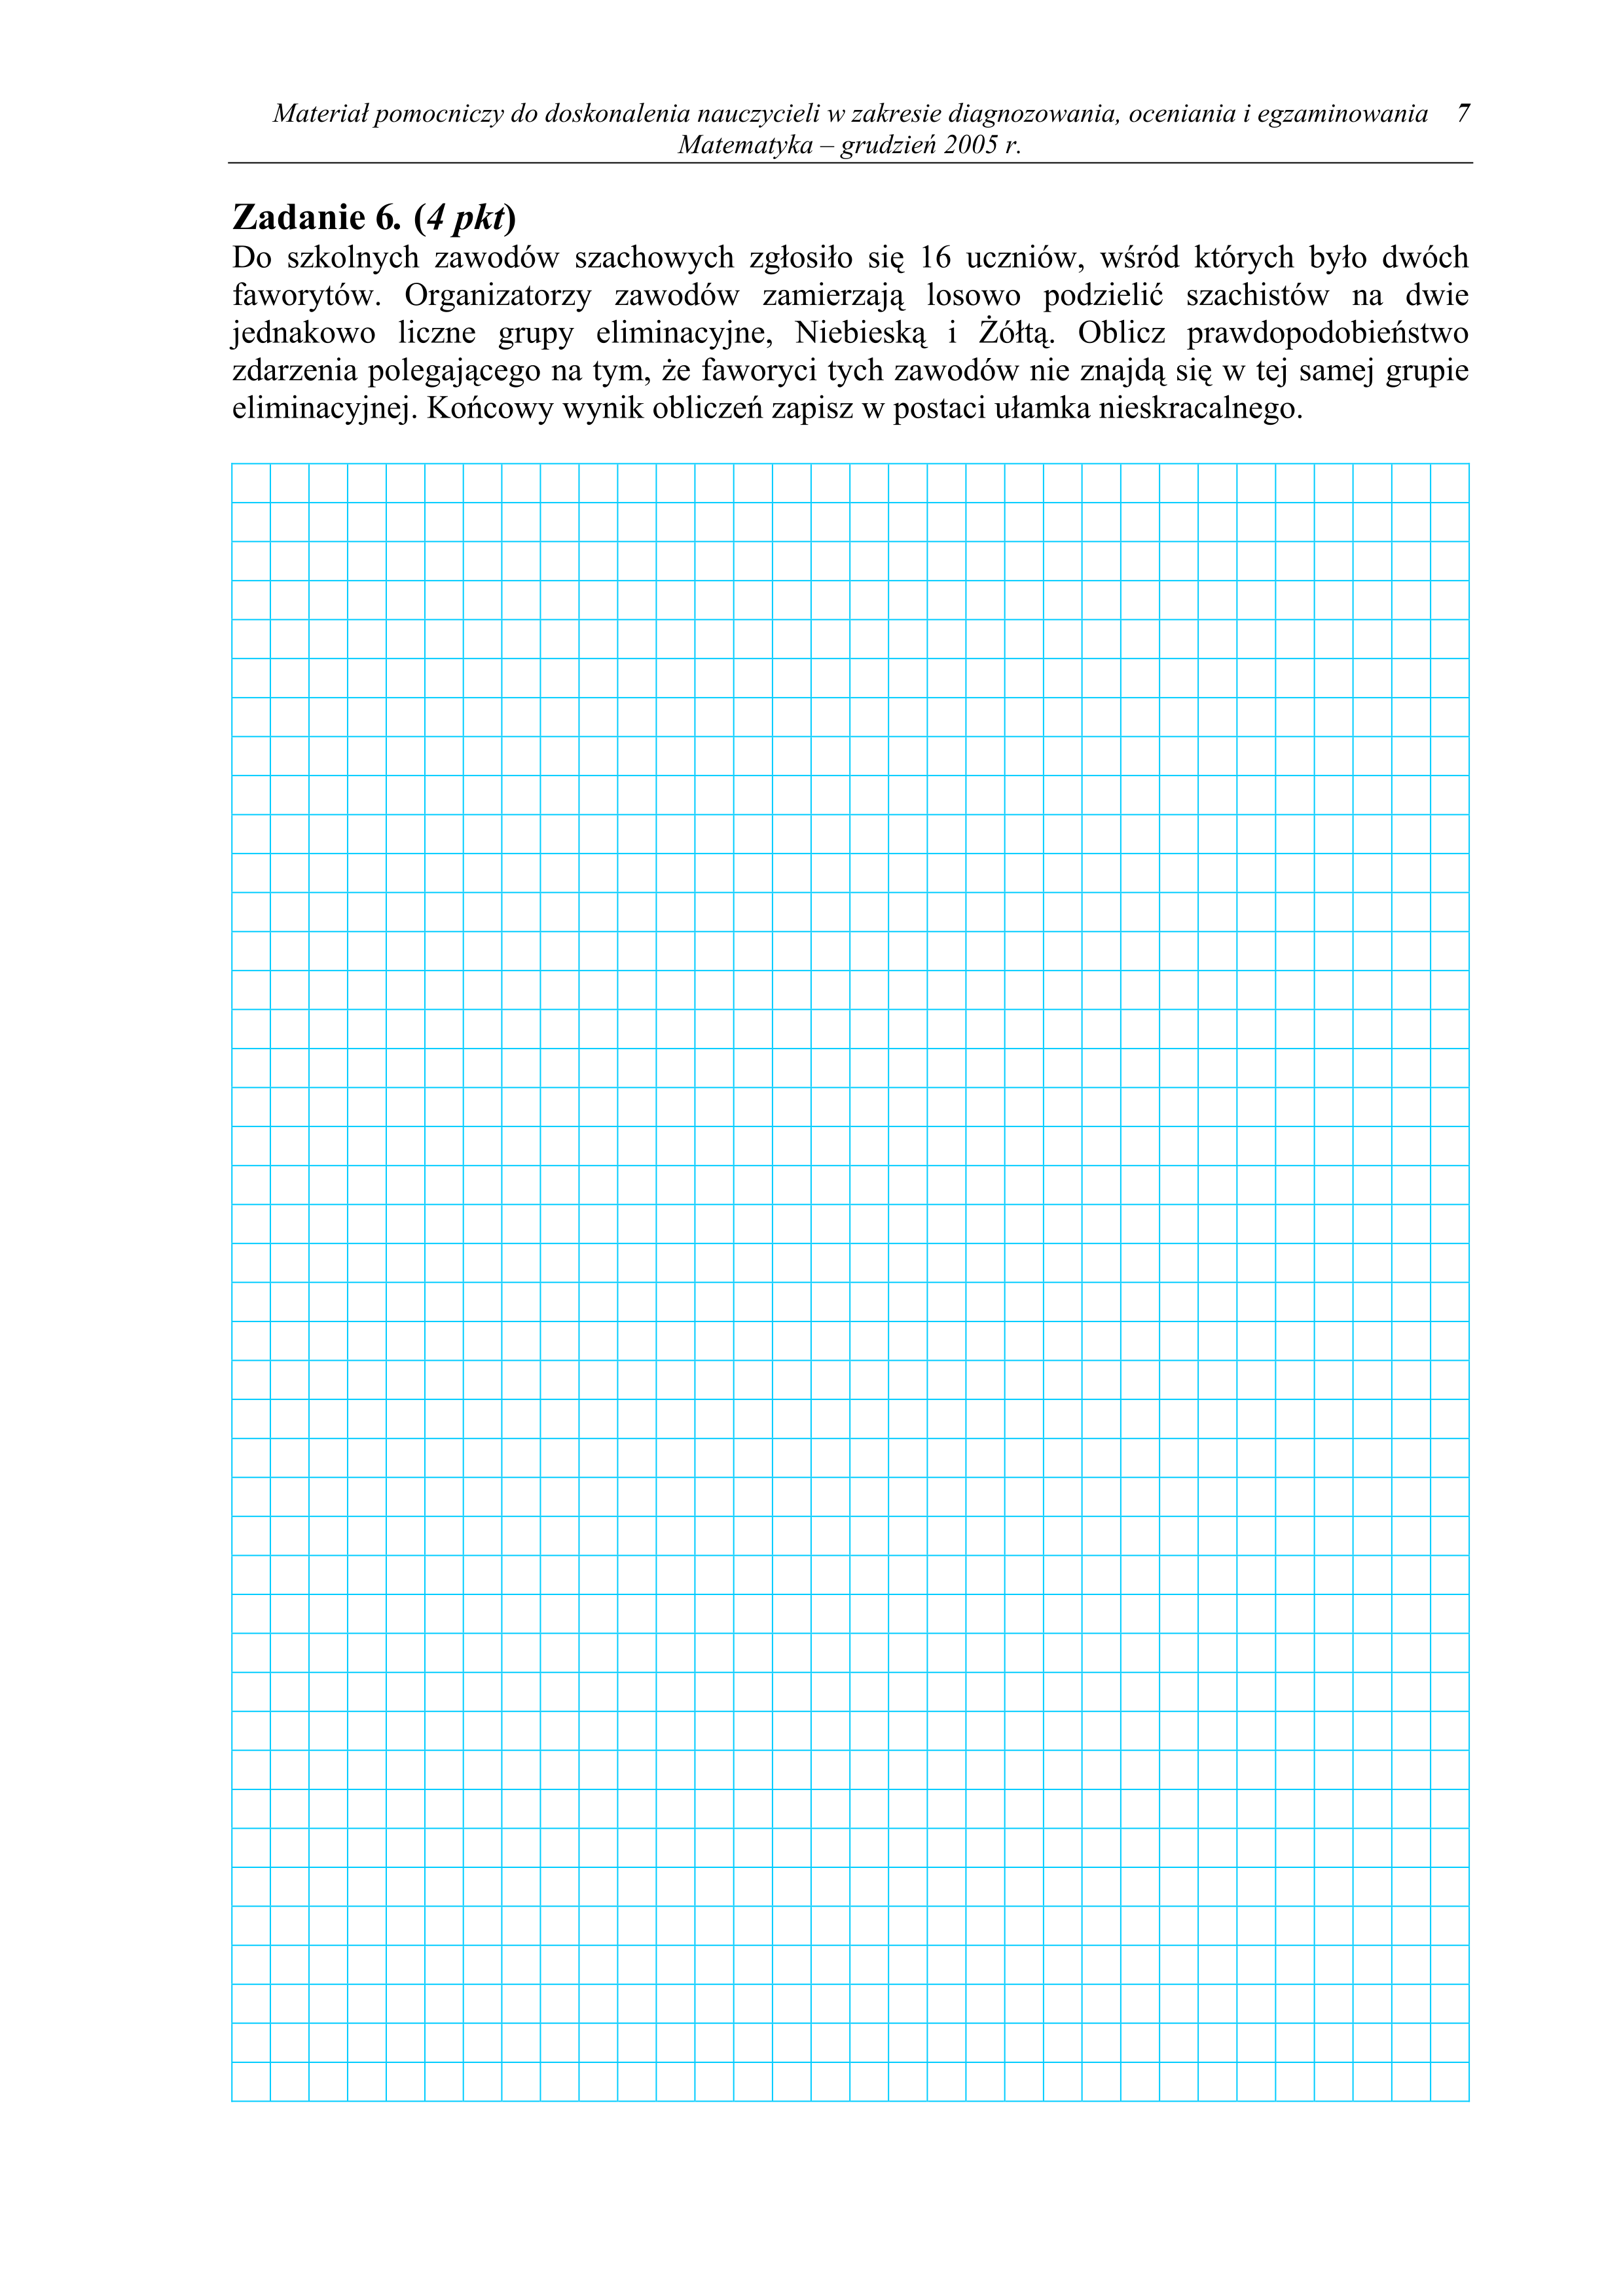 Materiał pomocniczy do doskonalenia nauczycieli w zakresie diagnozowania, oceniania i egzaminowania 7
Matematyka – grudzień 2005 r.
Zadanie 6. (4 pkt)
Do szkolnych zawodów szachowych zgłosiło się 16 uczniów, wśród których było dwóch
faworytów. Organizatorzy zawodów zamierzają losowo podzielić szachistów na dwie
jednakowo liczne grupy eliminacyjne, Niebieską i Żółtą. Oblicz prawdopodobieństwo
zdarzenia polegającego na tym, że faworyci tych zawodów nie znajdą się w tej samej grupie
eliminacyjnej. Końcowy wynik obliczeń zapisz w postaci ułamka nieskracalnego.